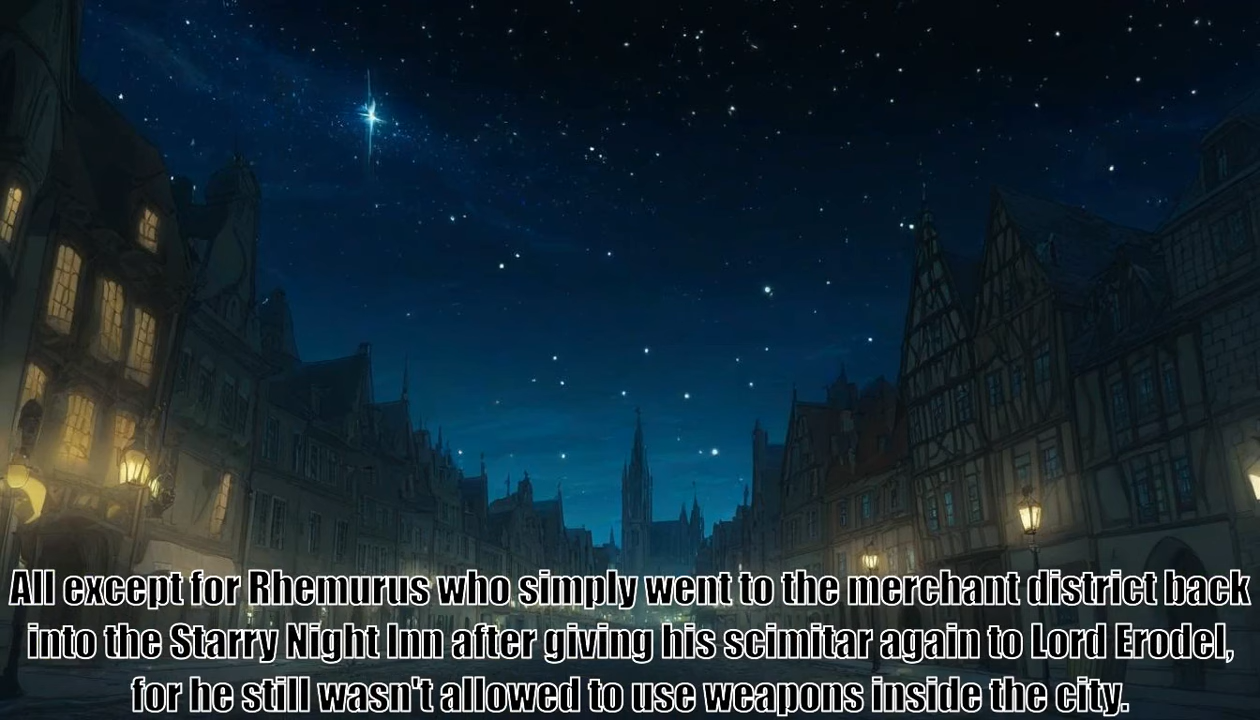 All except for Rhemurus who simply went to the merchant district back
into the Starry Night Inn after giving his scimitar again to Lord Erodel,
for he still wasn't allowed to use weapons inside the city.